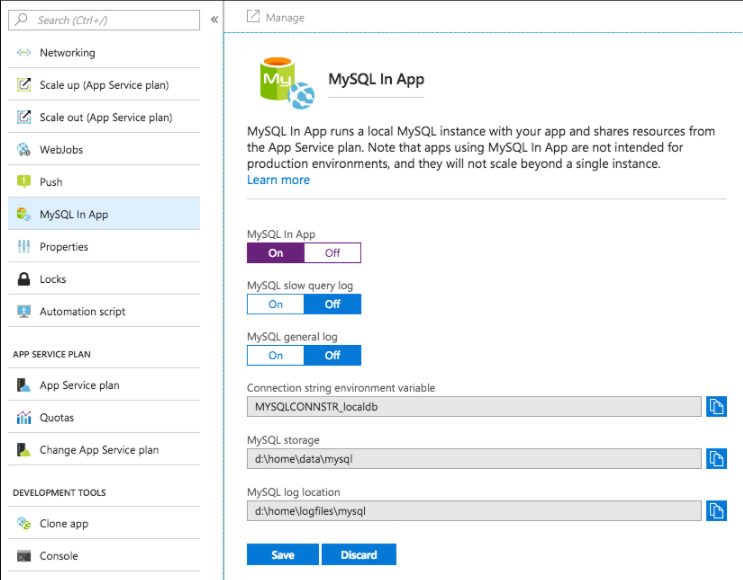 Search (Ctrl+/)
«
Networking
Scale up (App Service plan)
Scale out (App Service plan)
WebJobs
Push
MySQL In App
Properties
Locks
Automation script
APP SERVICE PLAN
App Service plan
Quotas
Change App Service plan
DEVELOPMENT TOOLS
Clone app
Console
Manage
My
MySQL In App
MySQL In App runs a local MySQL instance with your app and shares resources from
the App Service plan. Note that apps using MySQL In App are not intended for
production environments, and they will not scale beyond a single instance.
Learn more
MySQL In App
On Off
MySQL slow query log
On Off
MySQL general log
On Off
Connection string environment variable
MYSQLCONNSTR_localdb
MySQL storage
d:\home\data\mysql
MySQL log location
d:\home\logfiles\mysql
Save Discard